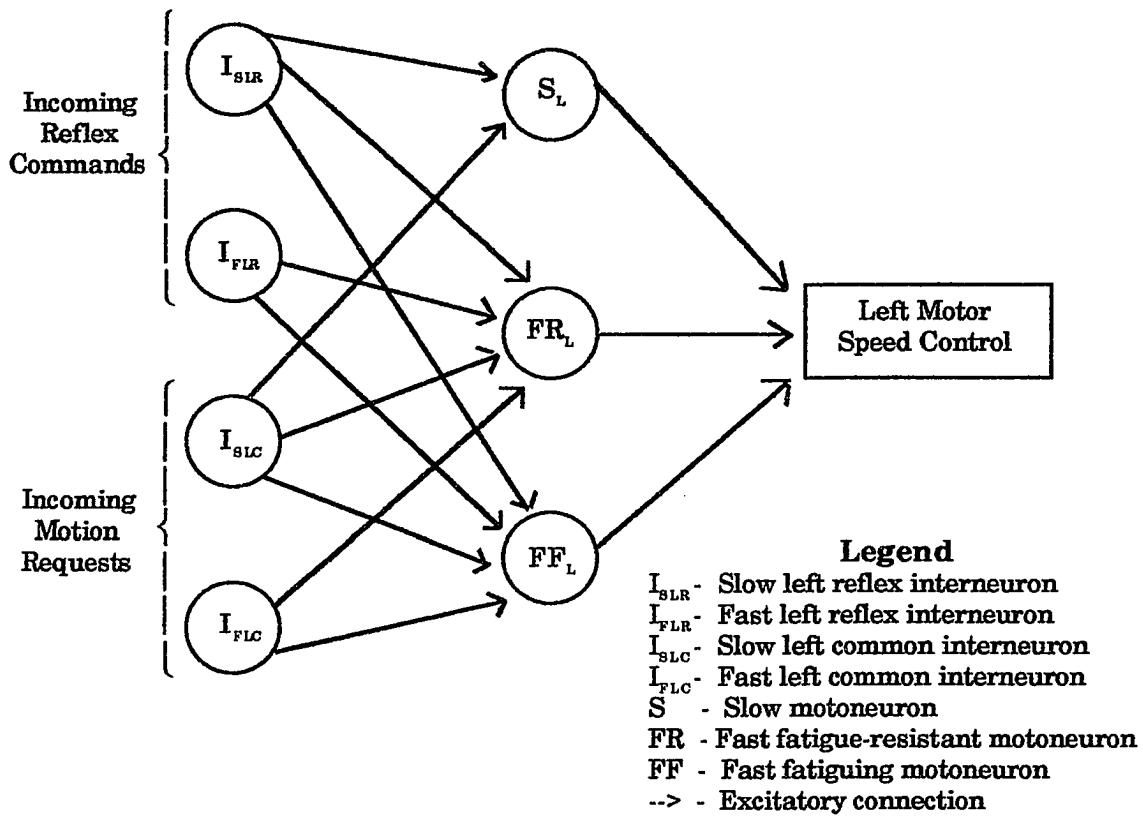 Incoming
Reflex
Commands
I_SLR
I_FLR
Incoming
Motion
Requests
I_SLC
I_FLC
S_L
FR_L
FF_L
Left Motor
Speed Control
Legend
I_SLR - Slow left reflex interneuron
I_FLR - Fast left reflex interneuron
I_SLC - Slow left common interneuron
I_FLC - Fast left common interneuron
S - Slow motoneuron
FR - Fast fatigue-resistant motoneuron
FF - Fast fatiguing motoneuron
--> - Excitatory connection